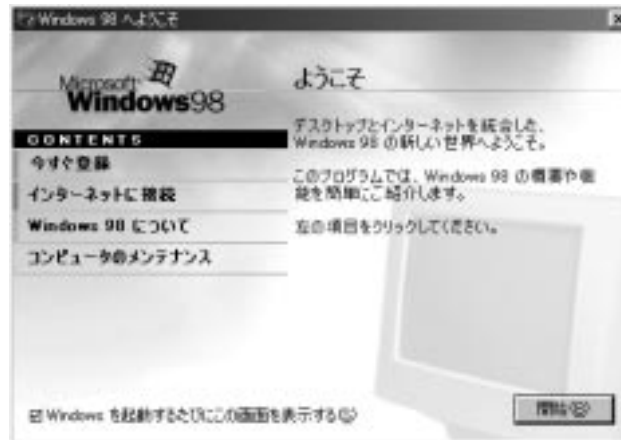 Windows 98 へようこそ
Microsoft
Windows98
ようこそ
CONTENTS
今すぐ登録
インターネットに接続
Windows 98 について
コンピュータのメンテナンス
デスクトップとインターネットを統合した、
Windows 98 の新しい世界へようこそ。
このプログラムでは、Windows 98 の概要や機
能を簡単にご紹介します。
左の項目をクリックしてください。
Windows を起動するたびにこの画面を表示する(S)
開始(B)